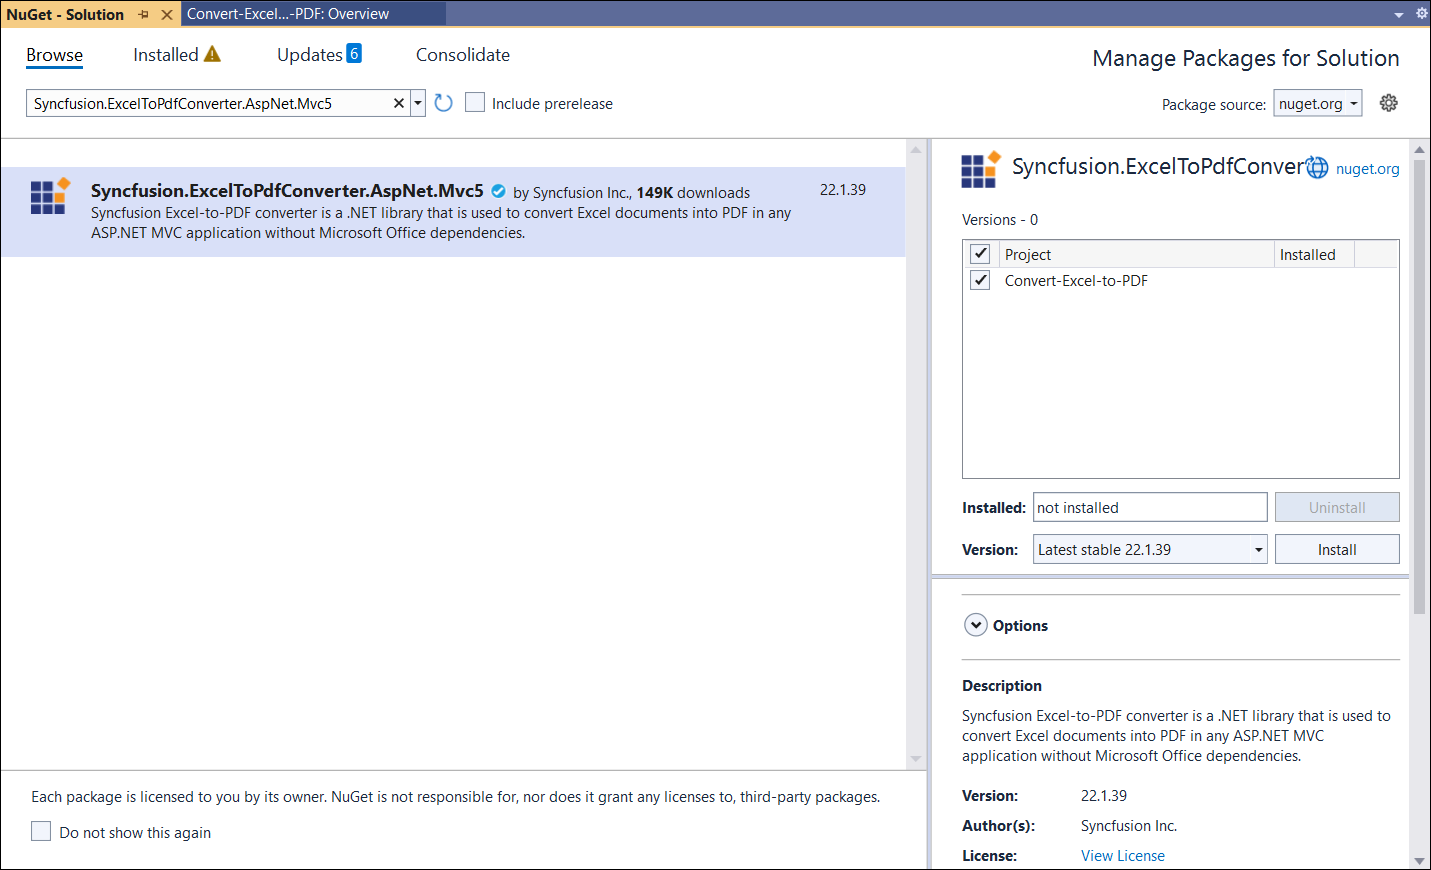 NuGet - Solution
Convert-Excel...-PDF: Overview
Browse
Installed
Updates 6
Consolidate
Manage Packages for Solution
Syncfusion.ExcelToPdfConverter.AspNet.Mvc5
Include prerelease
Package source: nuget.org
Syncfusion.ExcelToPdfConverter.AspNet.Mvc5 by Syncfusion Inc., 149K downloads 22.1.39
Syncfusion Excel-to-PDF converter is a .NET library that is used to convert Excel documents into PDF in any
ASP.NET MVC application without Microsoft Office dependencies.
Each package is licensed to you by its owner. NuGet is not responsible for, nor does it grant any licenses to, third-party packages.
Do not show this again
Syncfusion.ExcelToPdfConver nuget.org
Versions - 0
Project Installed
Convert-Excel-to-PDF
Installed: not installed Uninstall
Version: Latest stable 22.1.39 Install
Options
Description
Syncfusion Excel-to-PDF converter is a .NET library that is used to
convert Excel documents into PDF in any ASP.NET MVC
application without Microsoft Office dependencies.
Version: 22.1.39
Author(s): Syncfusion Inc.
License: View License